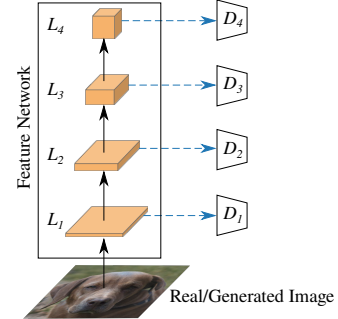 L4
D4
L3
D3
Feature Network
L2
D2
L1
D1
Real/Generated Image